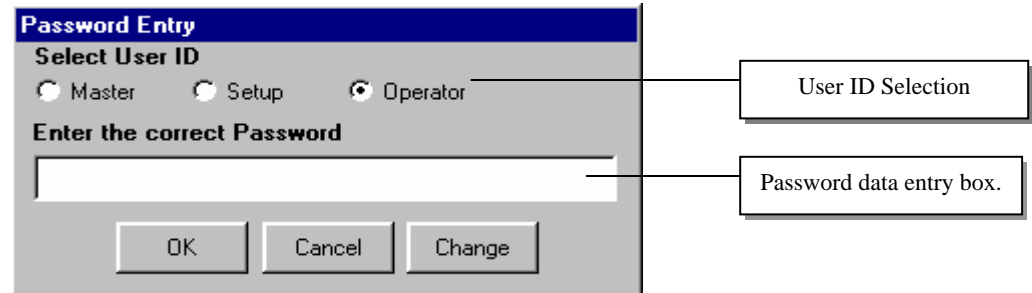 Password Entry
Select User ID
Master Setup Operator
User ID Selection
Enter the correct Password
Password data entry box.
OK Cancel Change